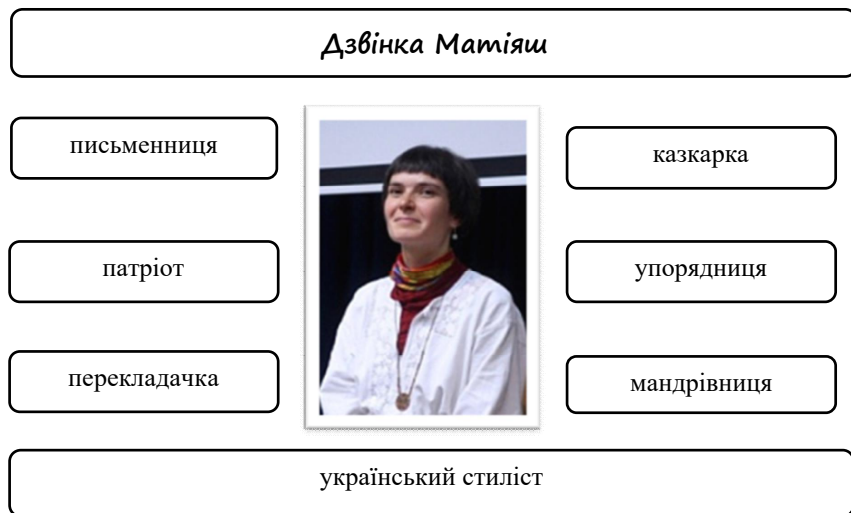 Дзвінка Матіяш
письменниця
казкарка
патріот
упорядниця
перекладачка
мандрівниця
український стиліст